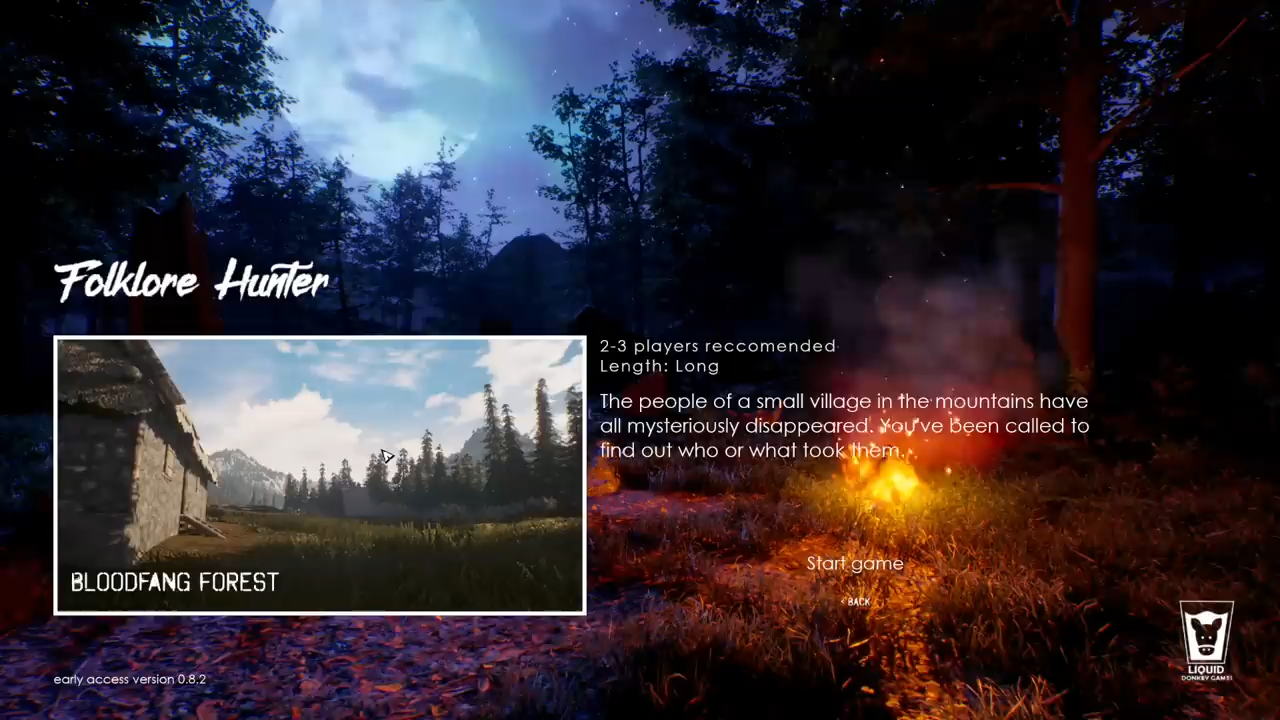 Folklore Hunter
2-3 players reccomended
Length: Long
The people of a small village in the mountains have
all mysteriously disappeared. You've been called to
find out who or what took them.
BLOODFANG FOREST
Start game
< BACK
early access version 0.8.2
LIQUID
DONKEY GAMES